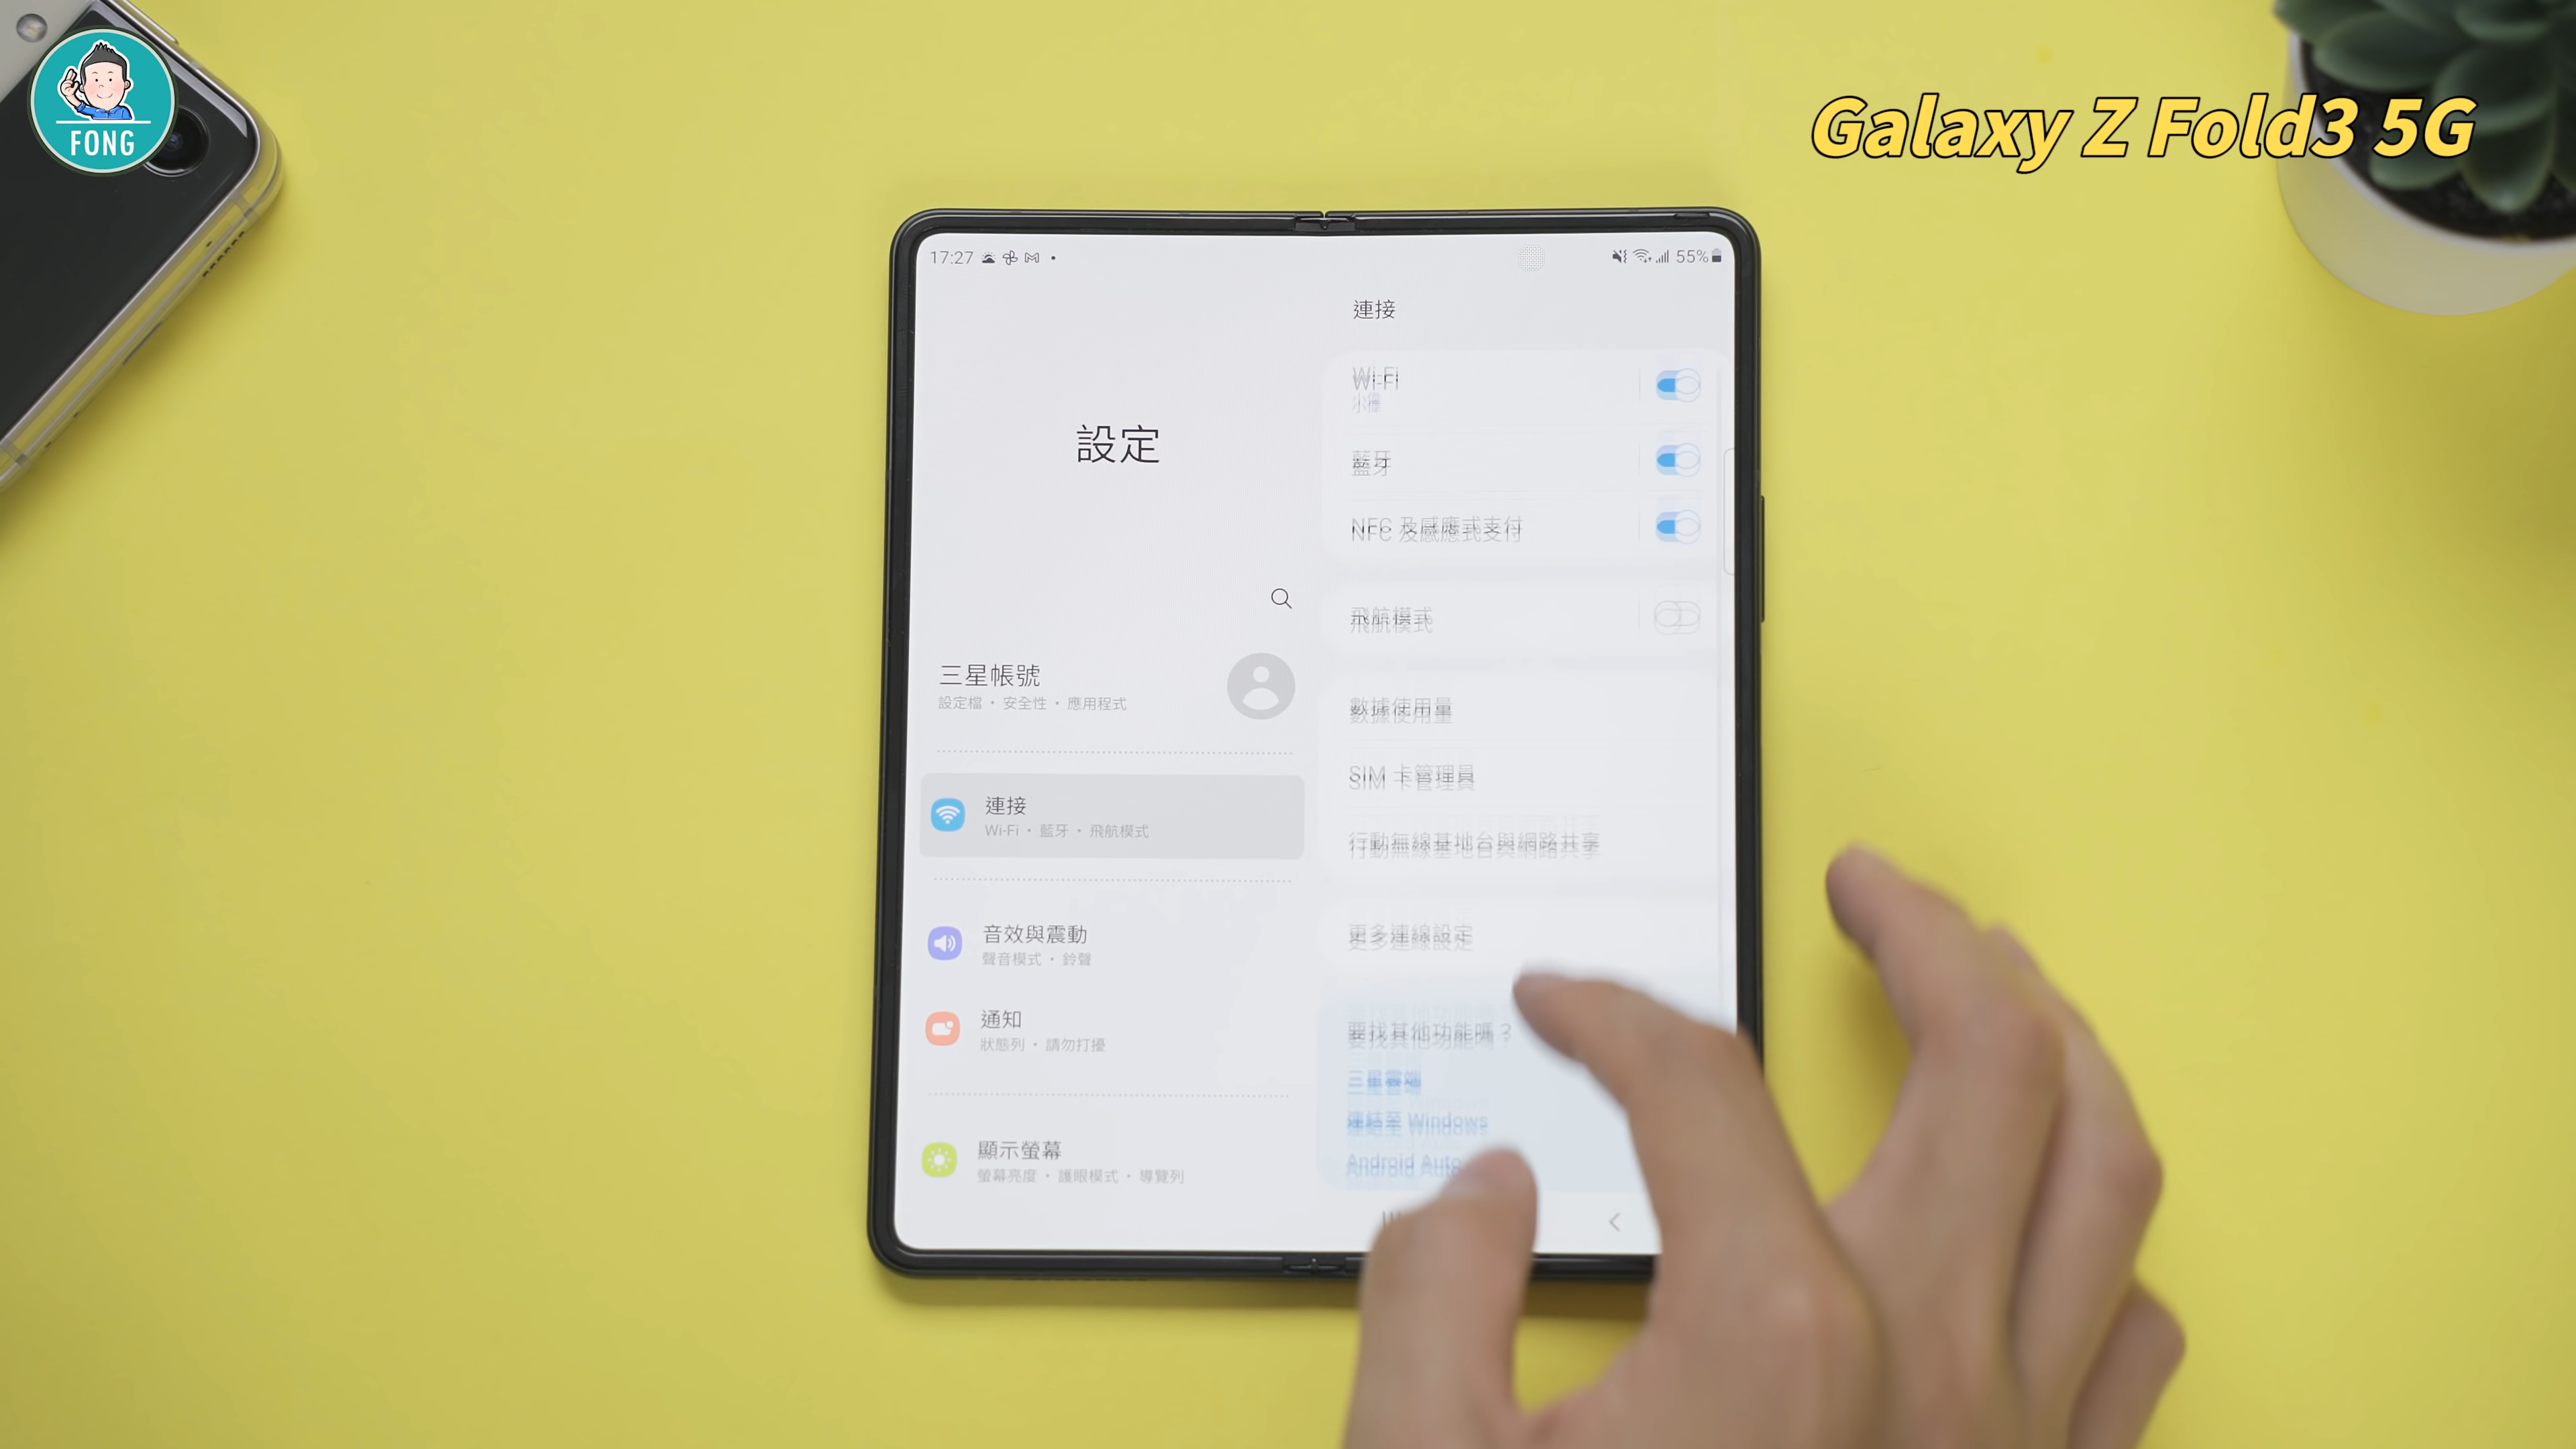 FONG
Galaxy Z Fold3 5G
17:27
55%
設定
三星帳號
設定檔 • 安全性 • 應用程式
連接
Wi-Fi • 藍牙 • 飛航模式
音效與震動
聲音模式 • 鈴聲
通知
狀態列 • 請勿打擾
顯示螢幕
螢幕亮度 • 護眼模式 • 導覽列
連接
Wi-Fi
藍牙
NFC 及感應式支付
飛航模式
數據使用量
SIM 卡管理員
行動無線基地台與網路共享
更多連線設定
要找其他功能嗎？
三星雲端
連結至 Windows
Android Auto